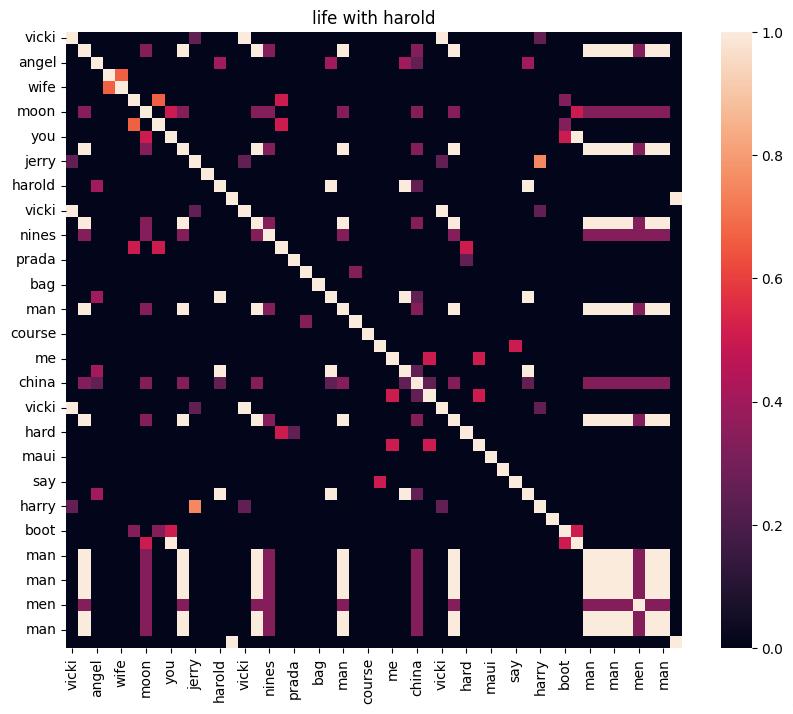 life with harold
vicki
angel
wife
moon
you
jerry
harold
vicki
nines
prada
bag
man
course
me
china
vicki
hard
maui
say
harry
boot
man
man
men
man
1.0
0.8
0.6
0.4
0.2
0.0
vicki
angel
wife
moon
you
jerry
harold
vicki
nines
prada
bag
man
course
me
china
vicki
hard
maui
say
harry
boot
man
man
men
man